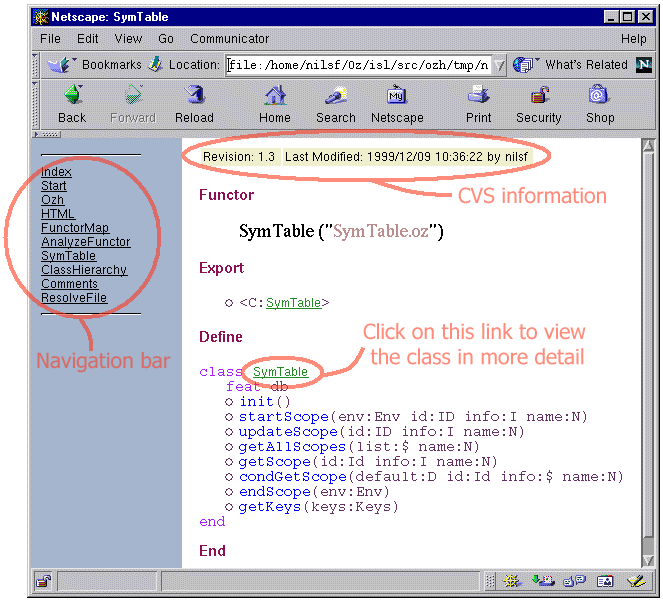 Netscape: SymTable
File Edit View Go Communicator Help
Bookmarks Location: file:/home/nilsf/Oz/isl/src/ozh/tmp/n What's Related N
Back Forward Reload Home Search Netscape Print Security Shop
My
Revision: 1.3 Last Modified: 1999/12/09 10:36:22 by nilsf
CVS information
Index
Start
Ozh
HTML
FunctorMap
AnalyzeFunctor
SymTable
ClassHierarchy
Comments
ResolveFile
Navigation bar
Functor
SymTable ("SymTable.oz")
Export
<C:SymTable>
Define
Click on this link to view
the class in more detail
class SymTable
feat db
init()
startScope(env:Env id:ID info:I name:N)
updateScope(id:ID info:I name:N)
getAllScopes(list:$ name:N)
getScope(id:Id info:I name:N)
condGetScope(default:D id:Id info:$ name:N)
endScope(env:Env)
getKeys(keys:Keys)
end
End